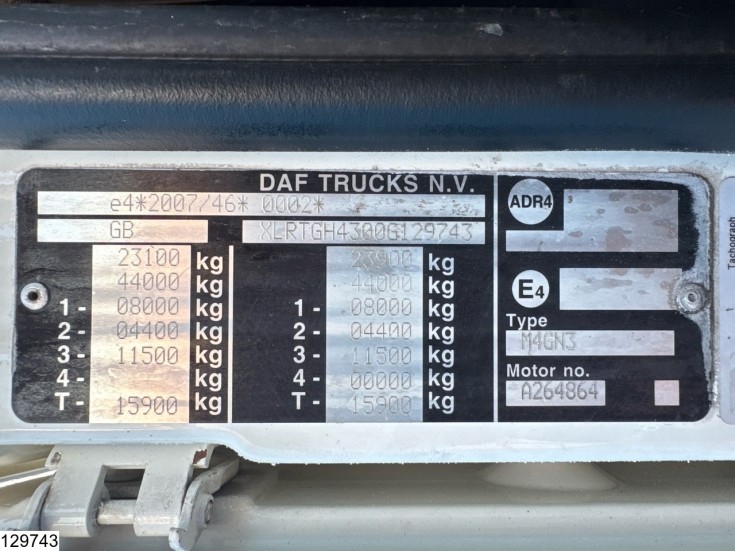 DAF TRUCKS N.V.
e4*2007/46* 0002*
GB XLRTGH4300G129743
23100 kg 23900 kg
44000 kg 44000 kg
1- 08000 kg 1- 08000 kg
2- 04400 kg 2- 04400 kg
3- 11500 kg 3- 11500 kg
4- kg 4- 00000 kg
T- 15900 kg T- 15900 kg
ADR4
E4
Type
M4GN3
Motor no.
A264864
Tachograph
129743